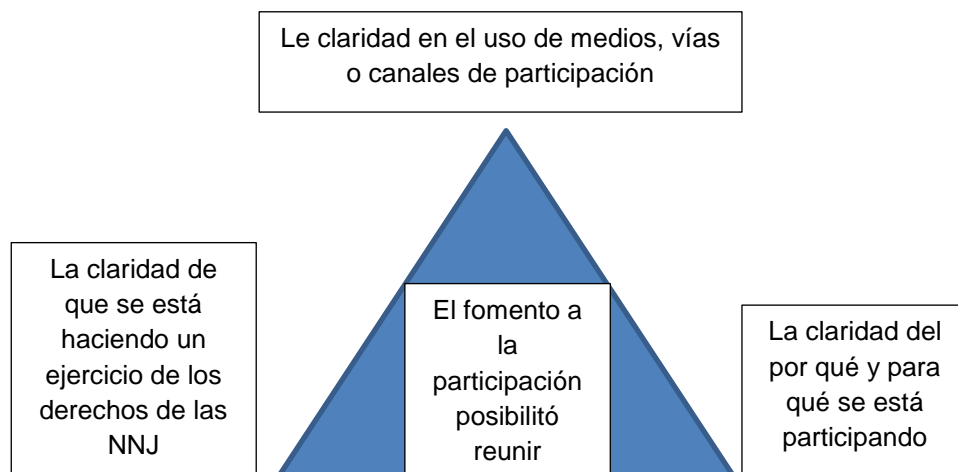 Le claridad en el uso de medios, vías
o canales de participación
La claridad de
que se está
haciendo un
ejercicio de los
derechos de las
NNJ
El fomento a
la
participación
posibilitó
reunir
La claridad del
por qué y para
qué se está
participando